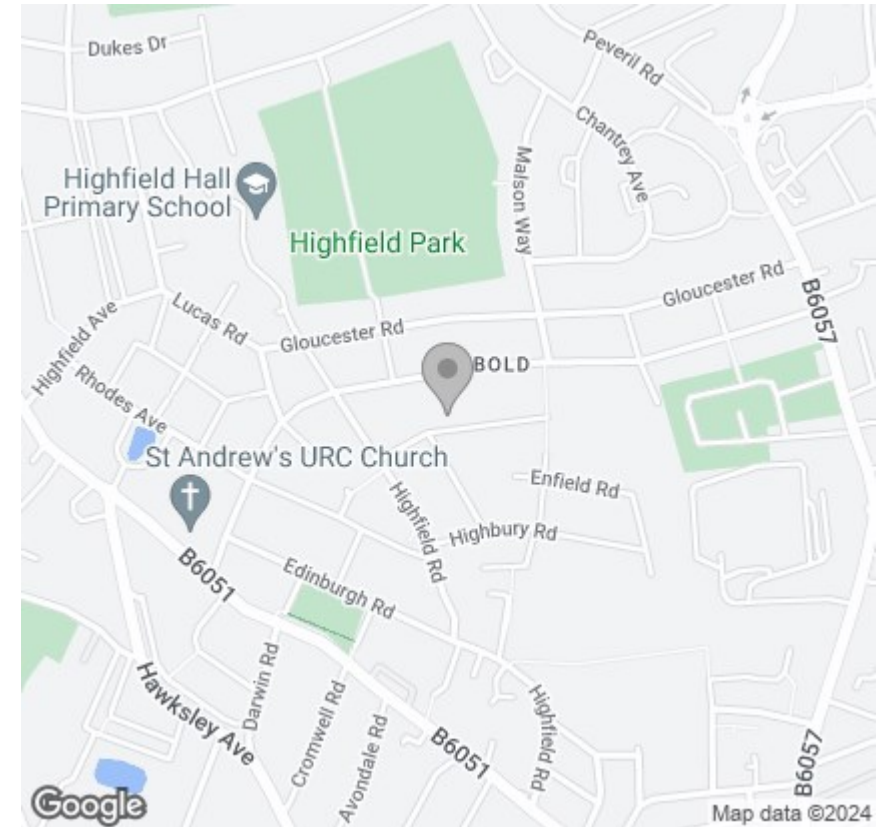 Dukes Dr
Peveril Rd
Chantrey Ave
Highfield Hall
Primary School
Maison Way
Highfield Park
Gloucester Rd
B6057
Lucas Rd
Gloucester Rd
Highfield Ave
BOLD
Rhodes Ave
St Andrew's URC Church
Enfield Rd
Highfield Rd
Highbury Rd
B6051
Edinburgh Rd
Darwin Rd
Hawksley Ave
Cromwell Rd
Avondale Rd
B6051
Highfield Rd
B6057
Google
Map data ©2024